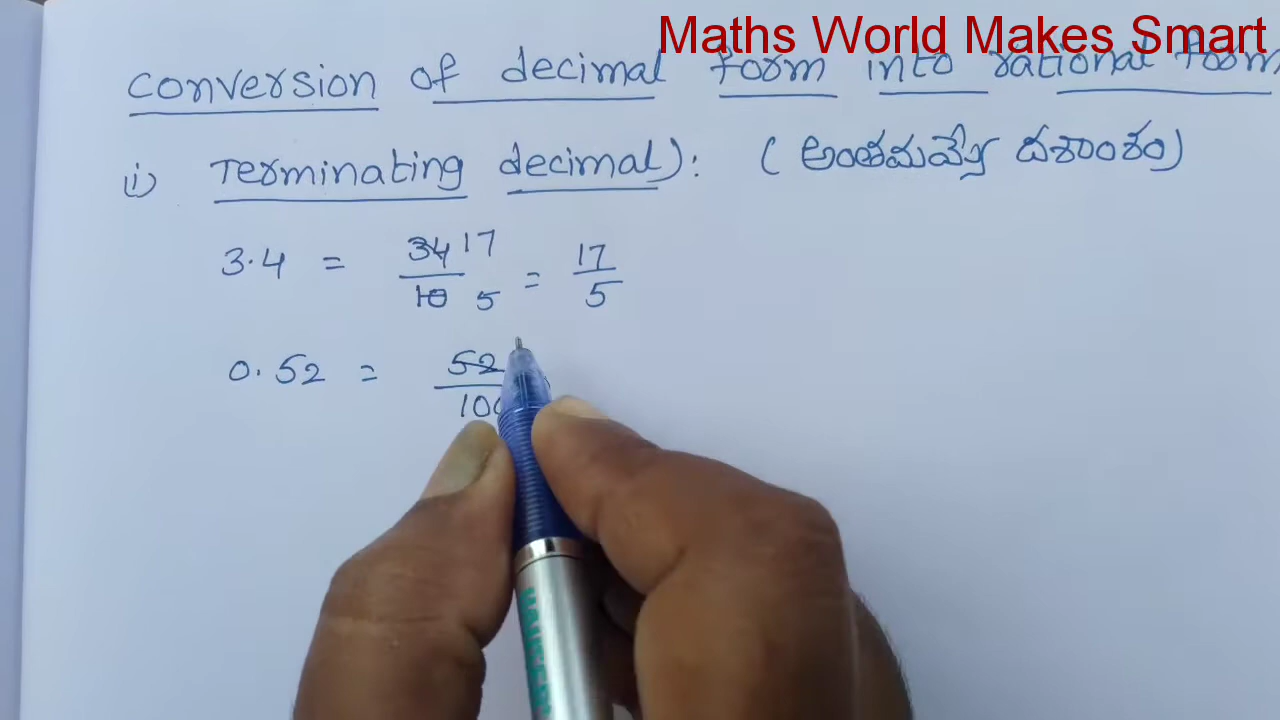 Maths World Makes Smart
conversion of decimal form into rational form
i) Terminating decimal): (అంతమయ్యే దశాంశం)
3.4 = 34/10 17 5 = 17/5
0.52 = 52/100